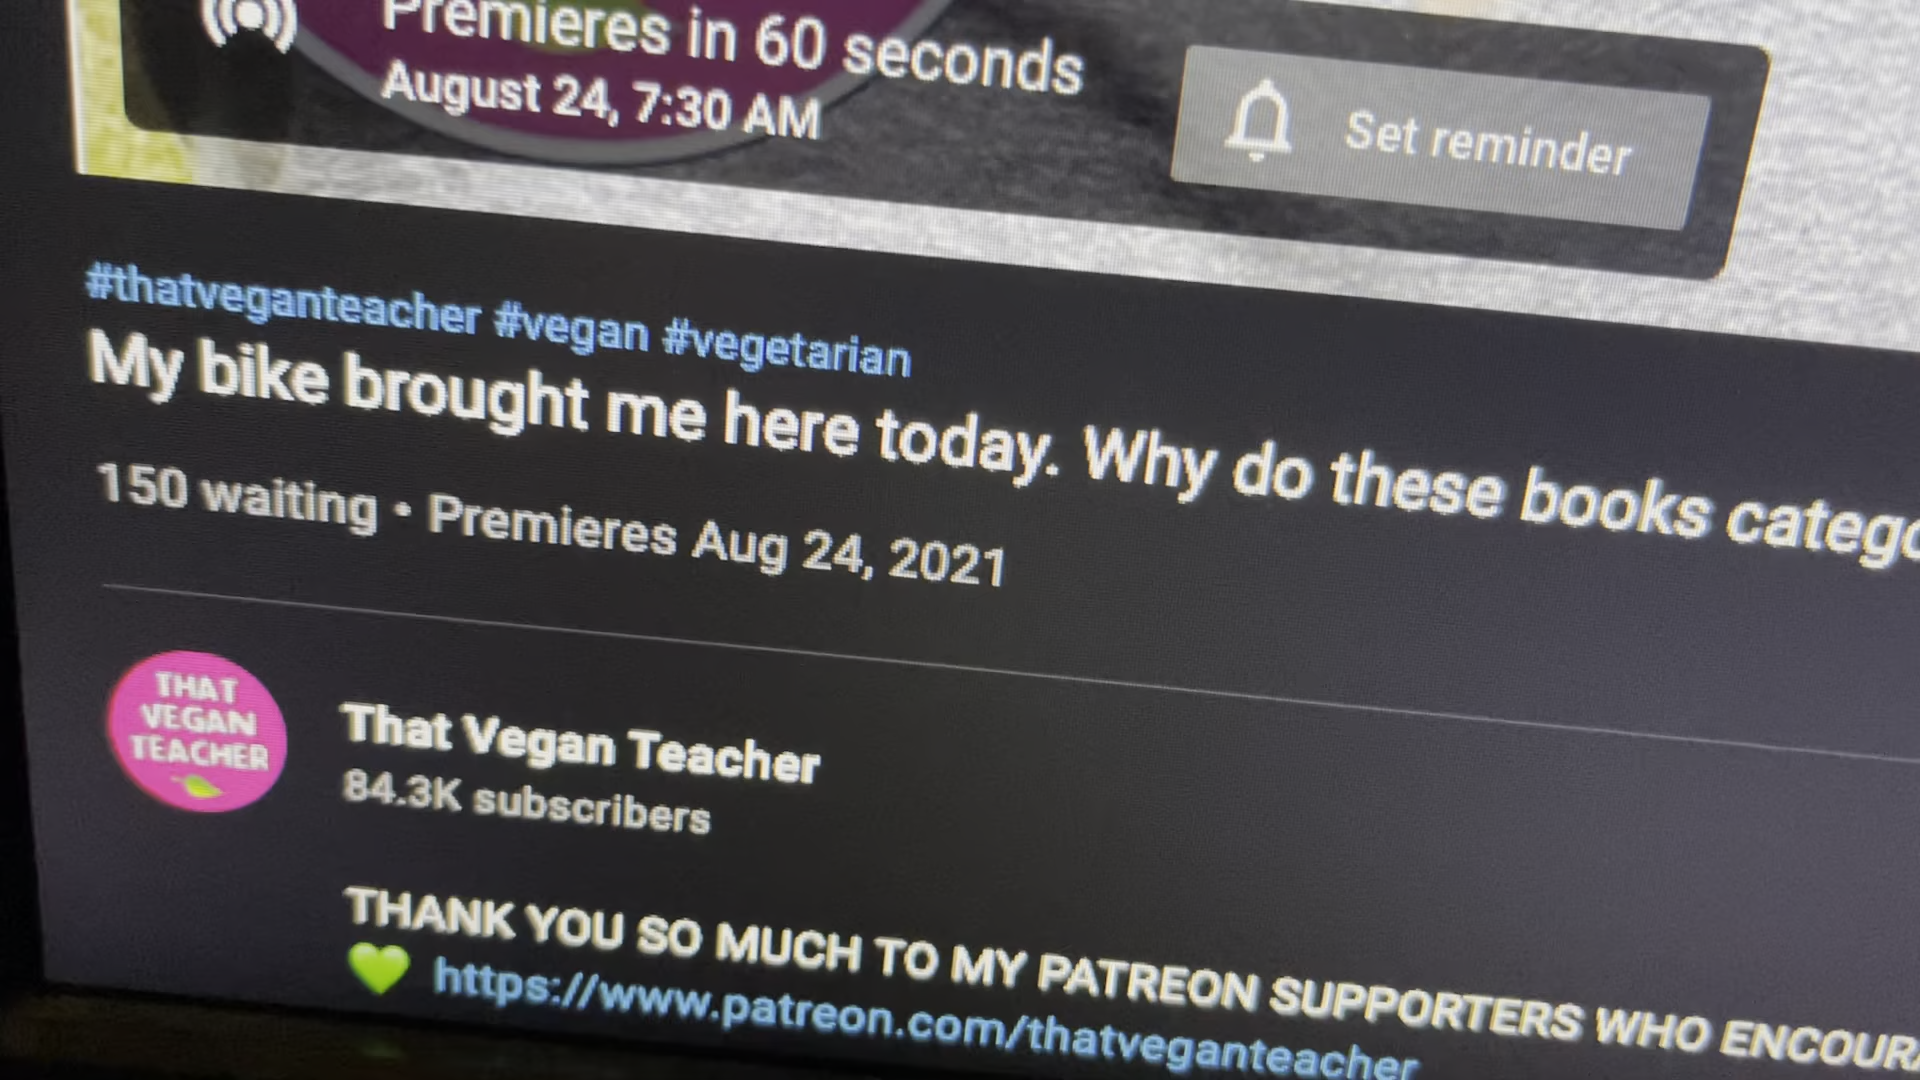 Premieres in 60 seconds
August 24, 7:30 AM
Set reminder
#thatveganteacher #vegan #vegetarian
My bike brought me here today. Why do these books catego
150 waiting • Premieres Aug 24, 2021
THAT
VEGAN
TEACHER
That Vegan Teacher
84.3K subscribers
THANK YOU SO MUCH TO MY PATREON SUPPORTERS WHO ENCOURA
💚 https://www.patreon.com/thatveganteacher